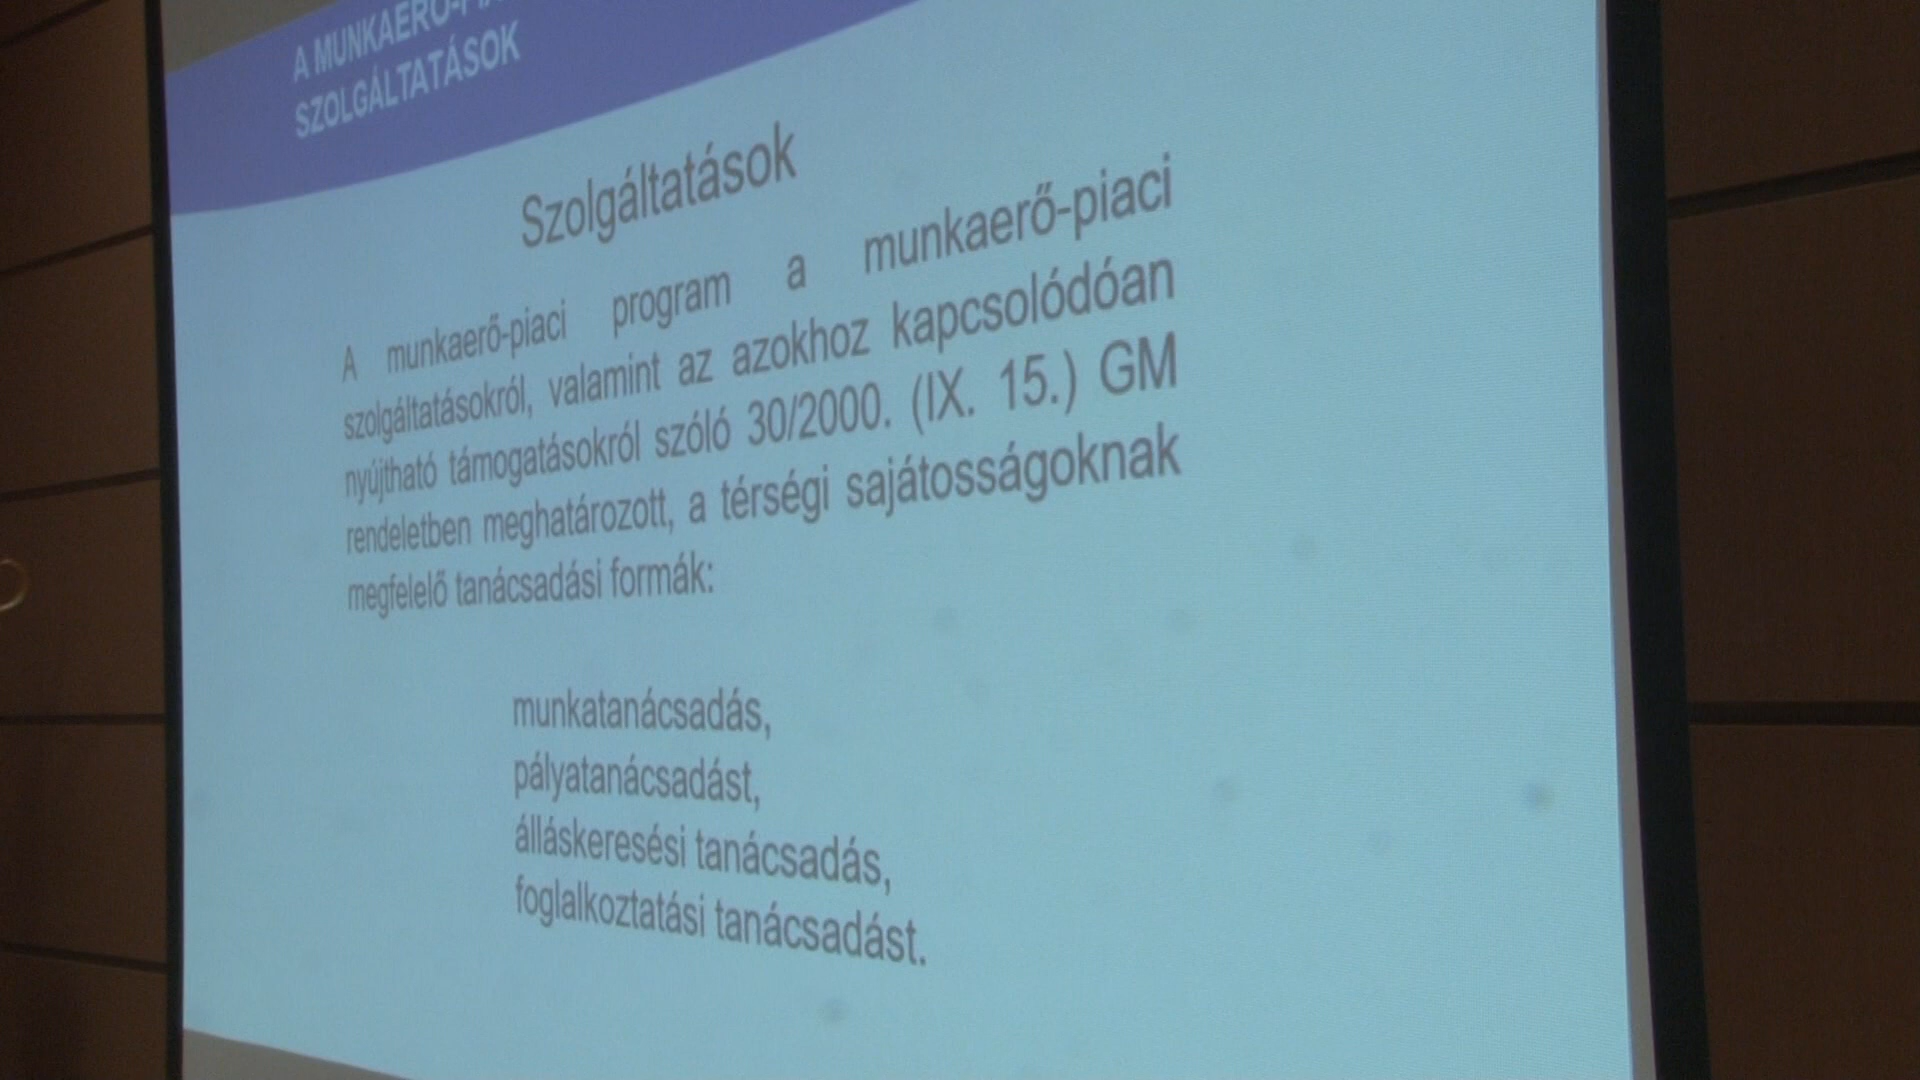 A MUNKAERŐ-
SZOLGÁLTATÁSOK
Szolgáltatások
A munkaerő-piaci program a munkaerő-piaci
szolgáltatásokról, valamint az azokhoz kapcsolódóan
nyújtható támogatásokról szóló 30/2000. (IX. 15.) GM
rendeletben meghatározott, a térségi sajátosságoknak
megfelelő tanácsadási formák:
munkatanácsadás,
pályatanácsadást,
álláskeresési tanácsadás,
foglalkoztatási tanácsadást.